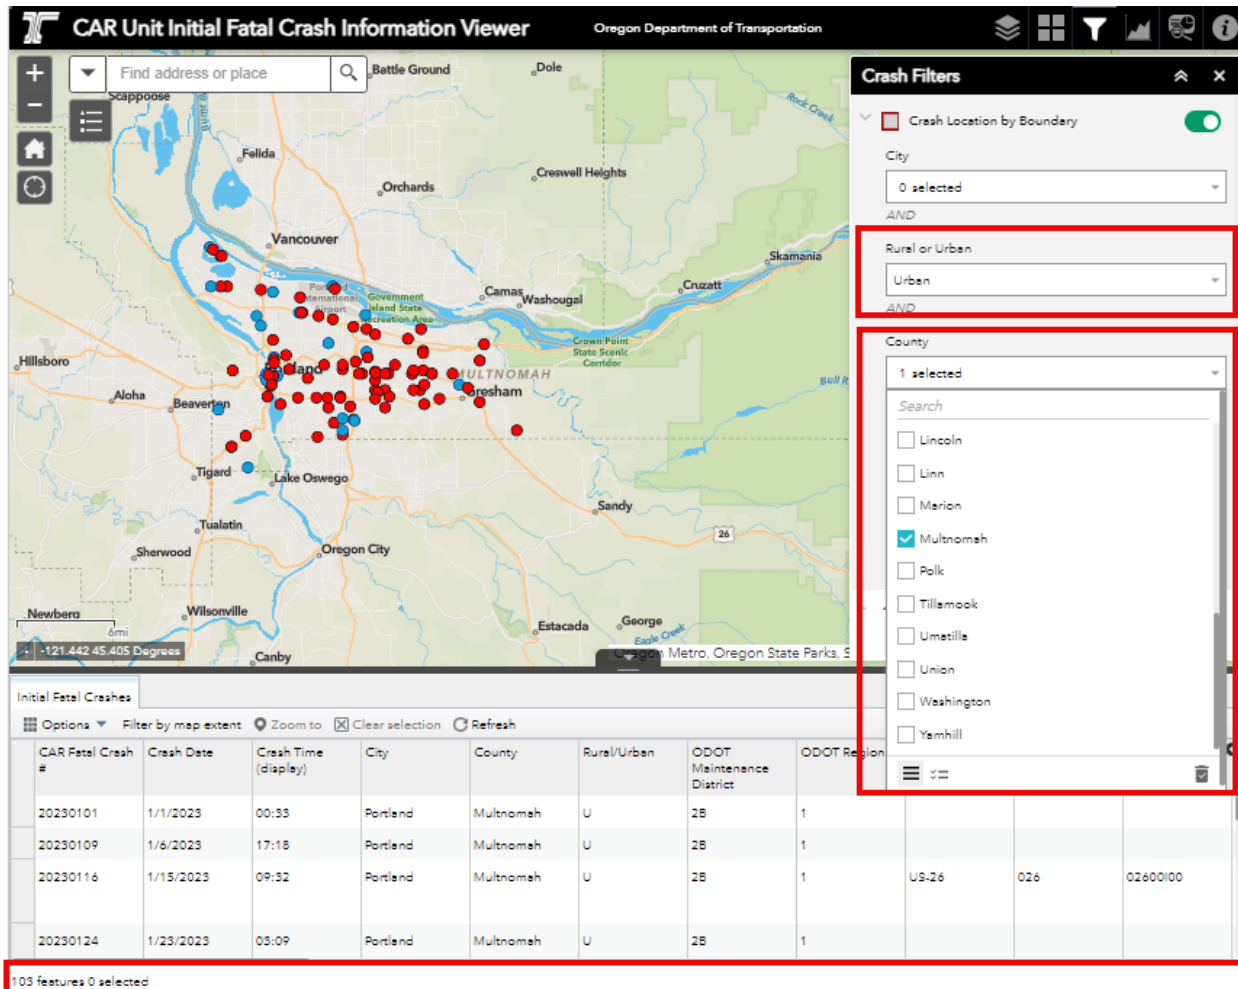 CAR Unit Initial Fatal Crash Information Viewer
Oregon Department of Transportation
Find address or place
Battle Ground
Dole
Scappoose
Rock Creek
Felida
Creswell Heights
Orchards
Vancouver
Skamania
Camas
Washougal
Cruzatt
Government
Island State
Recreation Area
International
Airport
Crown Point
State Scenic
Corridor
Hillsboro
MULTNOMAH
Aloha
Beaverton
Gresham
Tigard
Lake Oswego
Sandy
26
Tualatin
Sherwood
Oregon City
Newberg
Wilsonville
6mi
Estacada
George
Eagle Creek
-121.442 45.405 Degrees
Canby
Oregon Metro, Oregon State Parks, S
Crash Filters
Crash Location by Boundary
City
0 selected
AND
Rural or Urban
Urban
AND
County
1 selected
Search
Lincoln
Linn
Marion
Multnomah
Polk
Tillamook
Umatilla
Union
Washington
Yamhill
Initial Fatal Crashes
Options Filter by map extent Zoom to Clear selection Refresh
CAR Fatal Crash # Crash Date Crash Time (display) City County Rural/Urban ODOT Maintenance District ODOT Region
20230101 1/1/2023 00:33 Portland Multnomah U 2B 1
20230109 1/6/2023 17:18 Portland Multnomah U 2B 1
20230116 1/15/2023 09:32 Portland Multnomah U 2B 1 US-26 026 02600I00
20230124 1/23/2023 03:09 Portland Multnomah U 2B 1
103 features 0 selected